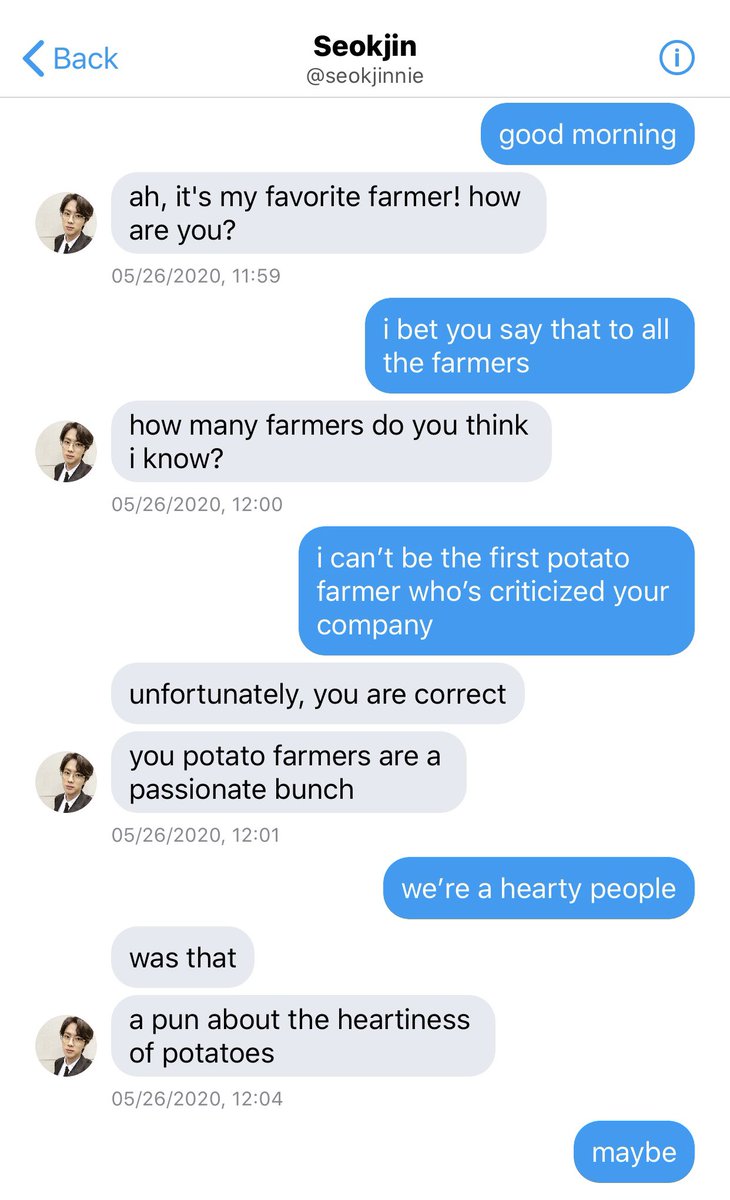 Back
Seokjin
@seokjinnie
good morning
ah, it's my favorite farmer! how
are you?
05/26/2020, 11:59
i bet you say that to all
the farmers
how many farmers do you think
i know?
05/26/2020, 12:00
i can’t be the first potato
farmer who’s criticized your
company
unfortunately, you are correct
you potato farmers are a
passionate bunch
05/26/2020, 12:01
we’re a hearty people
was that
a pun about the heartiness
of potatoes
05/26/2020, 12:04
maybe